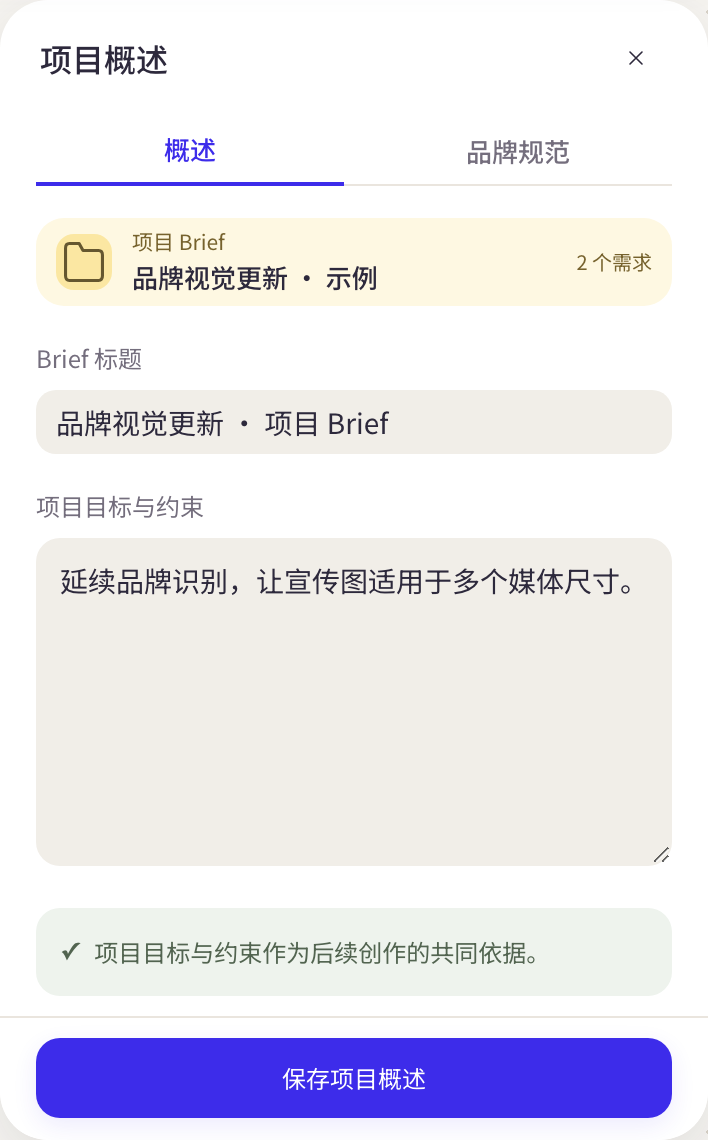 项目概述
×
概述
品牌规范
项目 Brief
品牌视觉更新 · 示例
2 个需求
Brief 标题
品牌视觉更新 · 项目 Brief
项目目标与约束
延续品牌识别，让宣传图适用于多个媒体尺寸。
✓ 项目目标与约束作为后续创作的共同依据。
保存项目概述